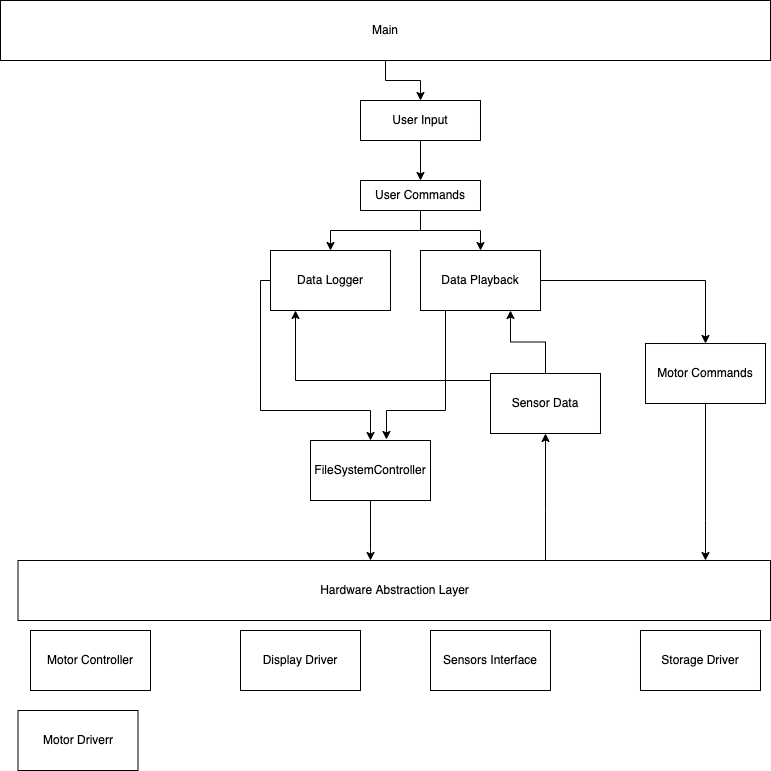 Main
User Input
User Commands
Data Logger
Data Playback
Motor Commands
Sensor Data
FileSystemController
Hardware Abstraction Layer
Motor Controller
Display Driver
Sensors Interface
Storage Driver
Motor Driverr